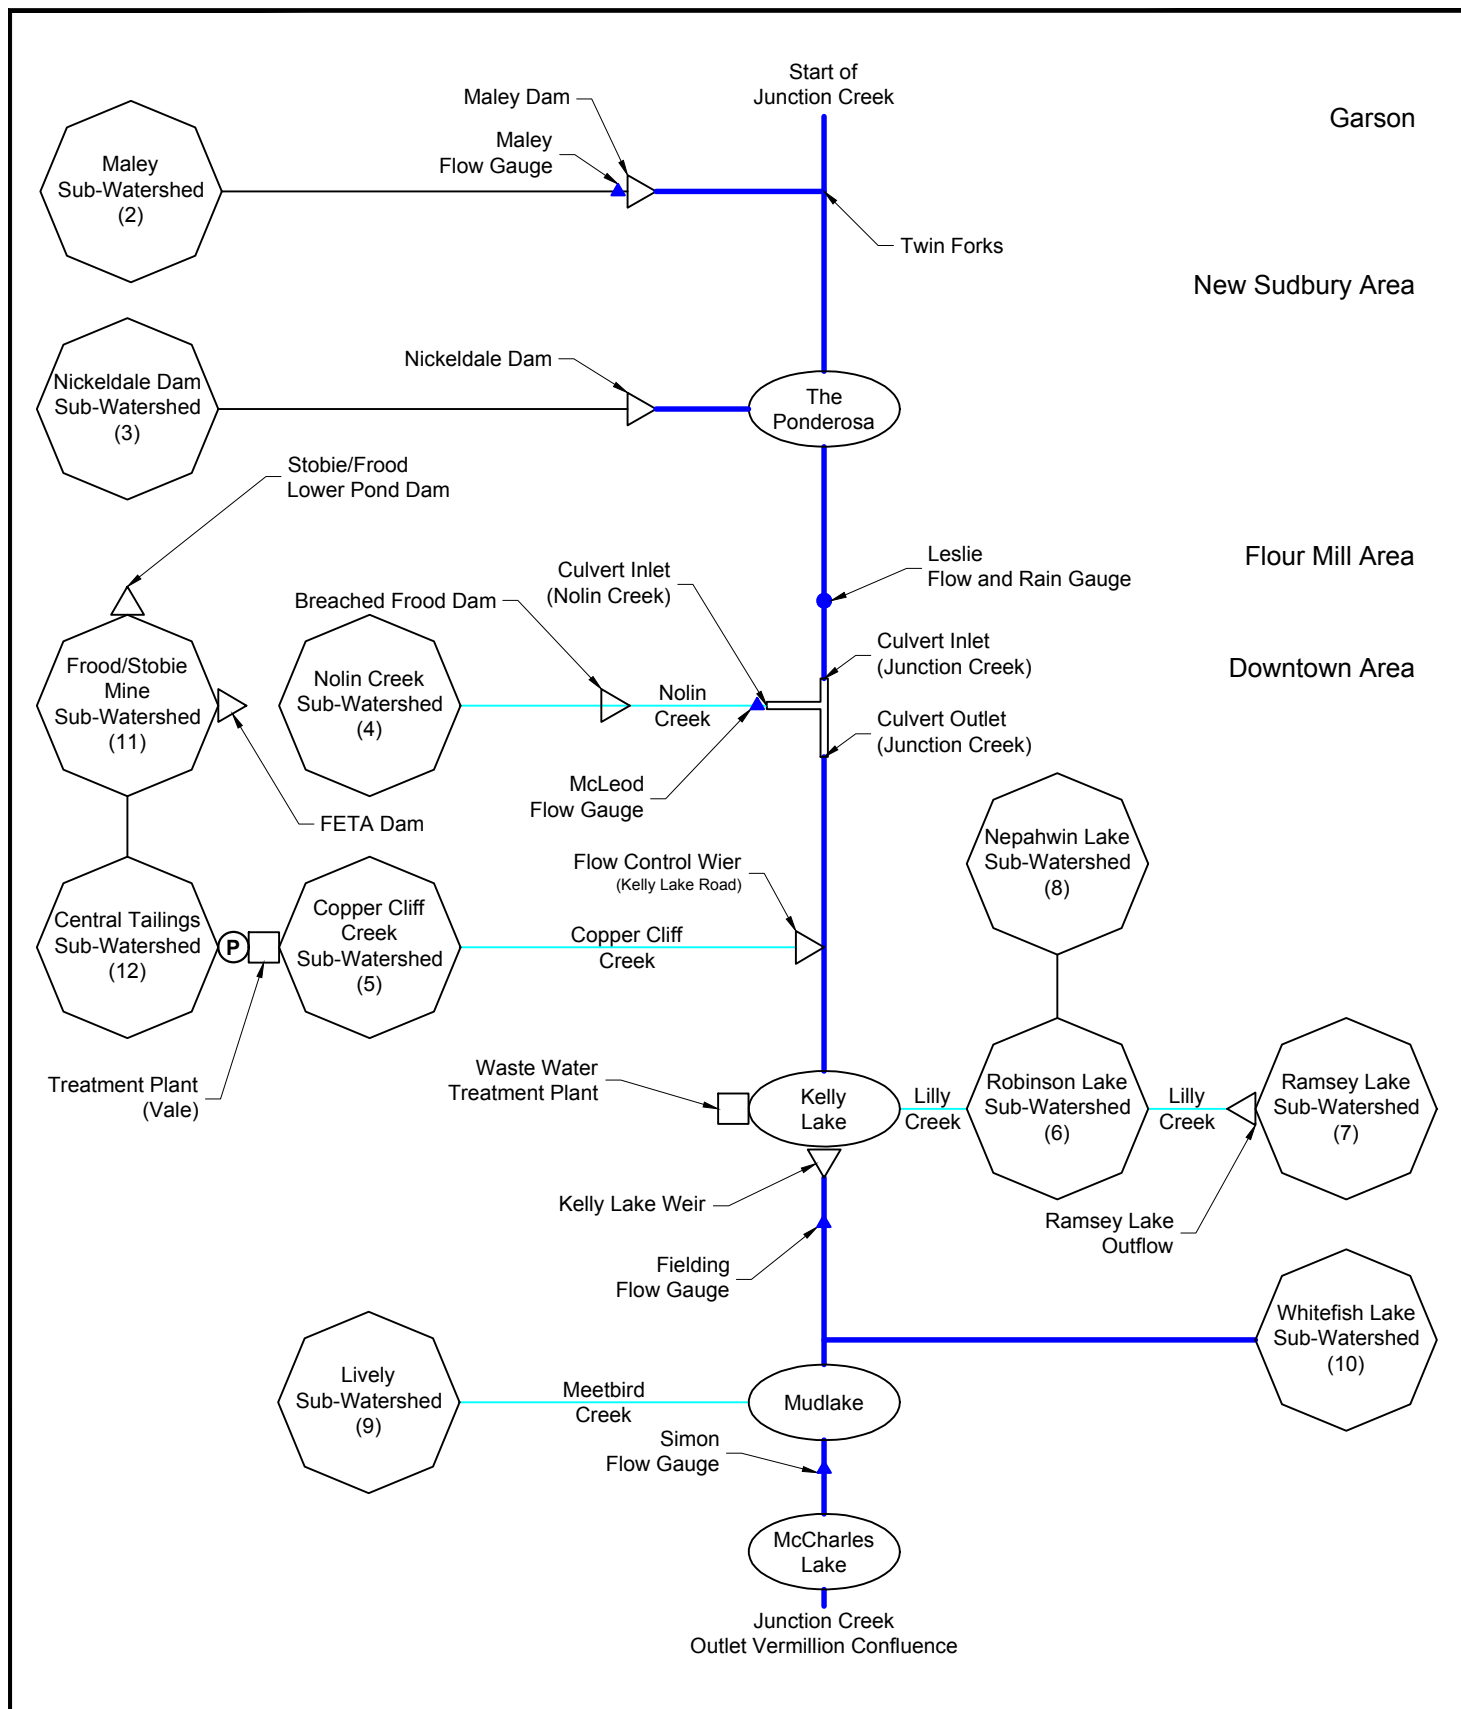 Start of
Junction Creek
Garson
Maley Dam
Maley
Flow Gauge
Maley
Sub-Watershed
(2)
Twin Forks
New Sudbury Area
Nickeldale Dam
Nickeldale Dam
Sub-Watershed
(3)
The
Ponderosa
Stobie/Frood
Lower Pond Dam
Leslie
Flow and Rain Gauge
Flour Mill Area
Culvert Inlet
(Nolin Creek)
Breached Frood Dam
Culvert Inlet
(Junction Creek)
Downtown Area
Frood/Stobie
Mine
Sub-Watershed
(11)
Nolin Creek
Sub-Watershed
(4)
Nolin
Creek
Culvert Outlet
(Junction Creek)
McLeod
Flow Gauge
FETA Dam
Nepahwin Lake
Sub-Watershed
(8)
Flow Control Wier
(Kelly Lake Road)
Central Tailings
Sub-Watershed
(12)
P
Copper Cliff
Creek
Sub-Watershed
(5)
Copper Cliff
Creek
Treatment Plant
(Vale)
Waste Water
Treatment Plant
Kelly
Lake
Lilly
Creek
Robinson Lake
Sub-Watershed
(6)
Lilly
Creek
Ramsey Lake
Sub-Watershed
(7)
Kelly Lake Weir
Ramsey Lake
Outflow
Fielding
Flow Gauge
Whitefish Lake
Sub-Watershed
(10)
Lively
Sub-Watershed
(9)
Meetbird
Creek
Mudlake
Simon
Flow Gauge
McCharles
Lake
Junction Creek
Outlet Vermillion Confluence